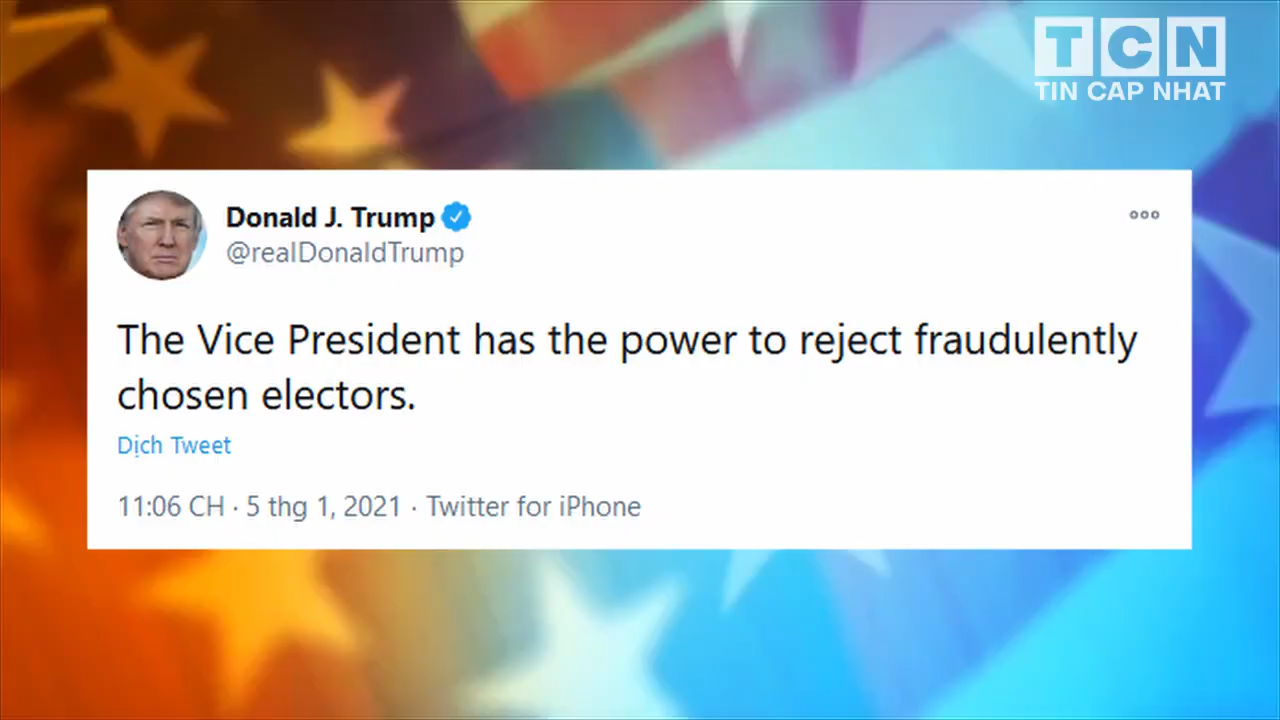 TCN
TIN CAP NHAT
Donald J. Trump
@realDonaldTrump
The Vice President has the power to reject fraudulently
chosen electors.
Dịch Tweet
11:06 CH · 5 thg 1, 2021 · Twitter for iPhone